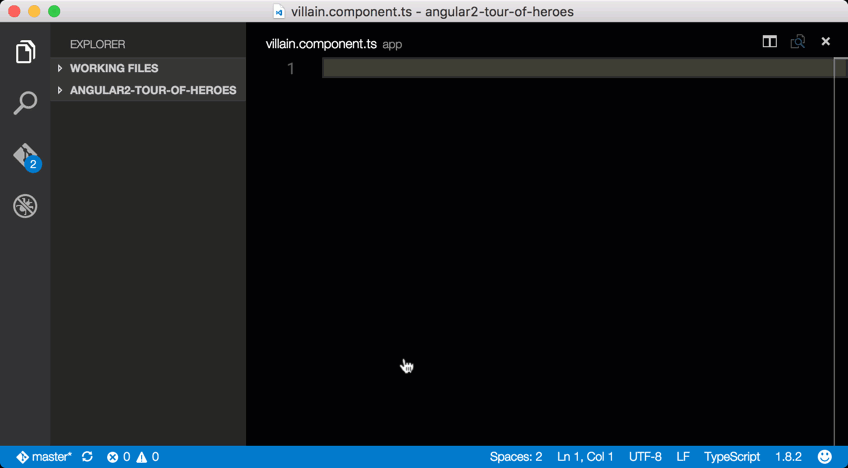 villain.component.ts - angular2-tour-of-heroes
EXPLORER
WORKING FILES
ANGULAR2-TOUR-OF-HEROES
2
villain.component.ts app
1
master* 0 0 Spaces: 2 Ln 1, Col 1 UTF-8 LF TypeScript 1.8.2